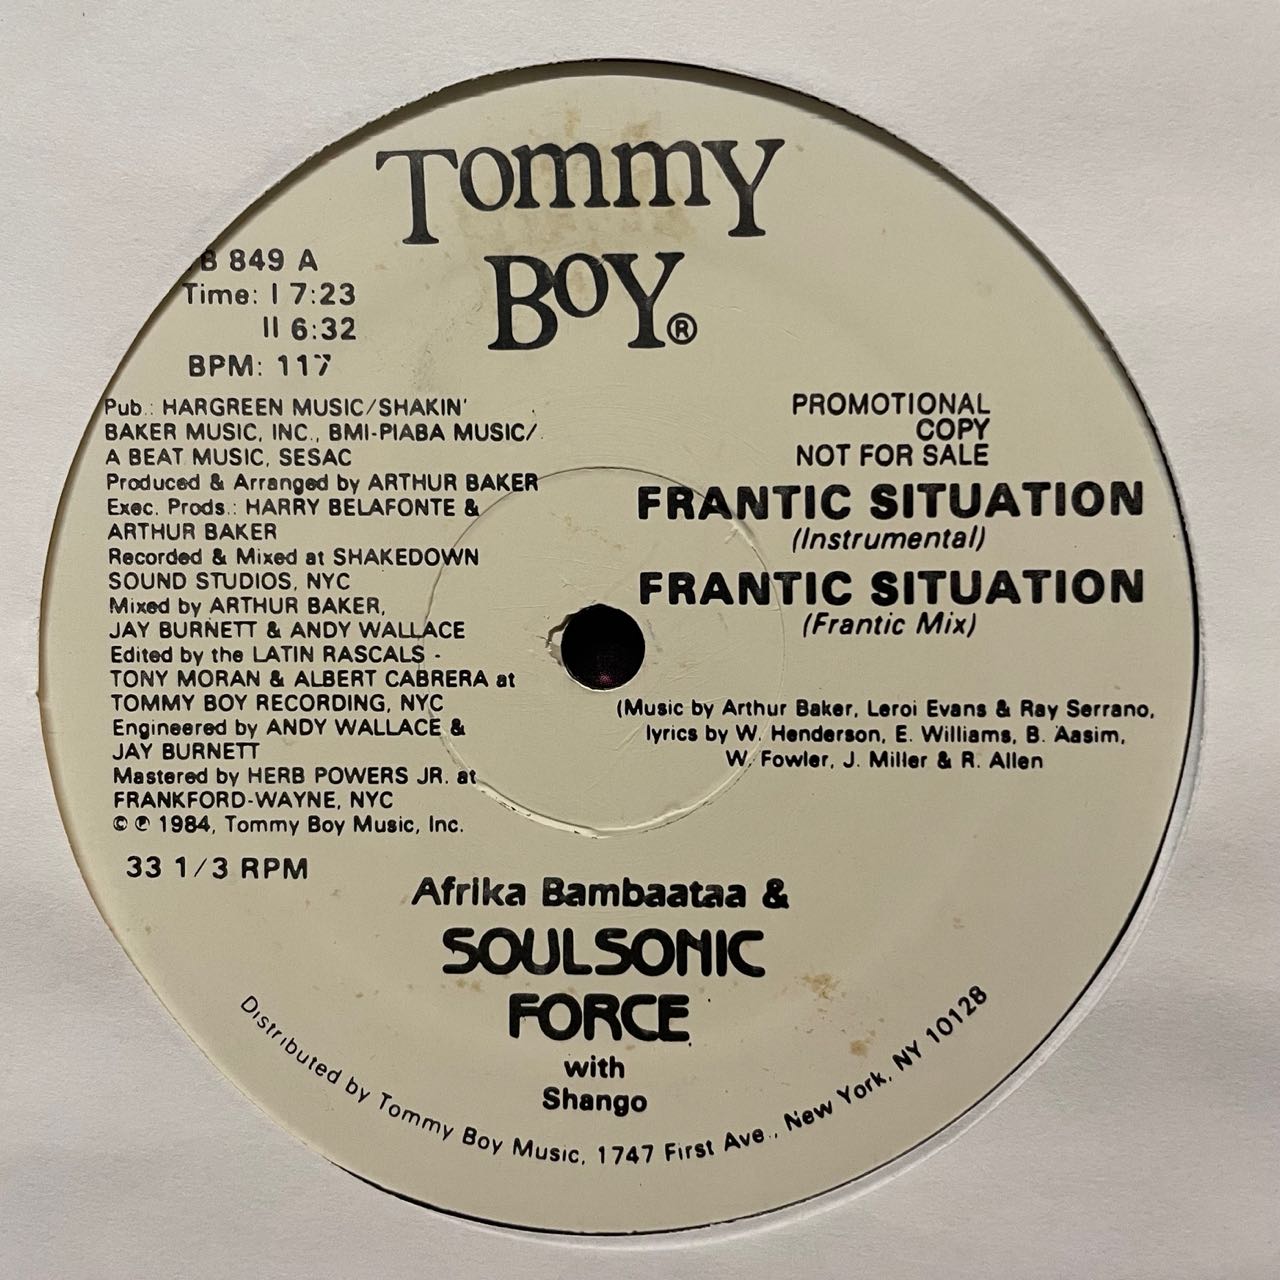 Tommy
Boy®
B 849 A
Time: I 7:23
II 6:32
BPM: 117
Pub.: HARGREEN MUSIC/SHAKIN'
BAKER MUSIC, INC., BMI-PIABA MUSIC/
A BEAT MUSIC, SESAC
Produced & Arranged by ARTHUR BAKER
Exec. Prods.: HARRY BELAFONTE &
ARTHUR BAKER
Recorded & Mixed at SHAKEDOWN
SOUND STUDIOS, NYC
Mixed by ARTHUR BAKER,
JAY BURNETT & ANDY WALLACE
Edited by the LATIN RASCALS -
TONY MORAN & ALBERT CABRERA at
TOMMY BOY RECORDING, NYC
Engineered by ANDY WALLACE &
JAY BURNETT
Mastered by HERB POWERS JR. at
FRANKFORD-WAYNE, NYC
© ℗ 1984, Tommy Boy Music, Inc.
33 1/3 RPM
PROMOTIONAL
COPY
NOT FOR SALE
FRANTIC SITUATION
(Instrumental)
FRANTIC SITUATION
(Frantic Mix)
(Music by Arthur Baker, Leroi Evans & Ray Serrano,
lyrics by W. Henderson, E. Williams, B. Aasim,
W. Fowler, J. Miller & R. Allen
Afrika Bambaataa &
SOULSONIC
FORCE
with
Shango
Distributed by Tommy Boy Music, 1747 First Ave., New York, NY 10128